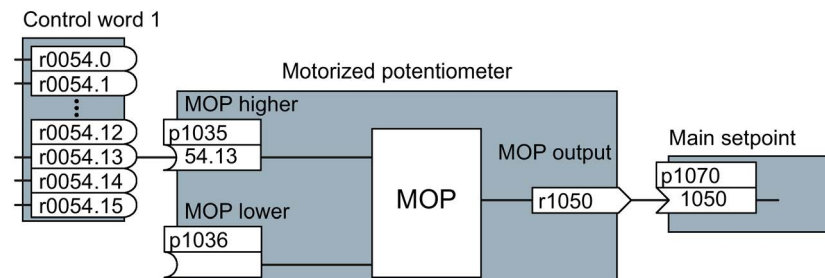 Control word 1
r0054.0
r0054.1
r0054.12
r0054.13
r0054.14
r0054.15
Motorized potentiometer
MOP higher
p1035
54.13
MOP lower
p1036
MOP
MOP output
r1050
Main setpoint
p1070
1050